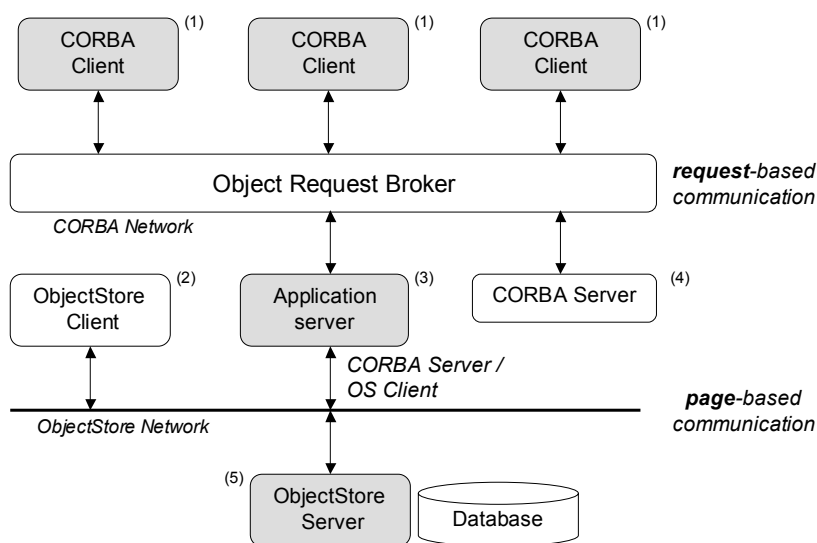 (1)
(1)
(1)
CORBA
Client
CORBA
Client
CORBA
Client
Object Request Broker
request-based
communication
CORBA Network
(2)
ObjectStore
Client
(3)
Application
server
(4)
CORBA Server
CORBA Server /
OS Client
page-based
communication
ObjectStore Network
(5)
ObjectStore
Server
Database